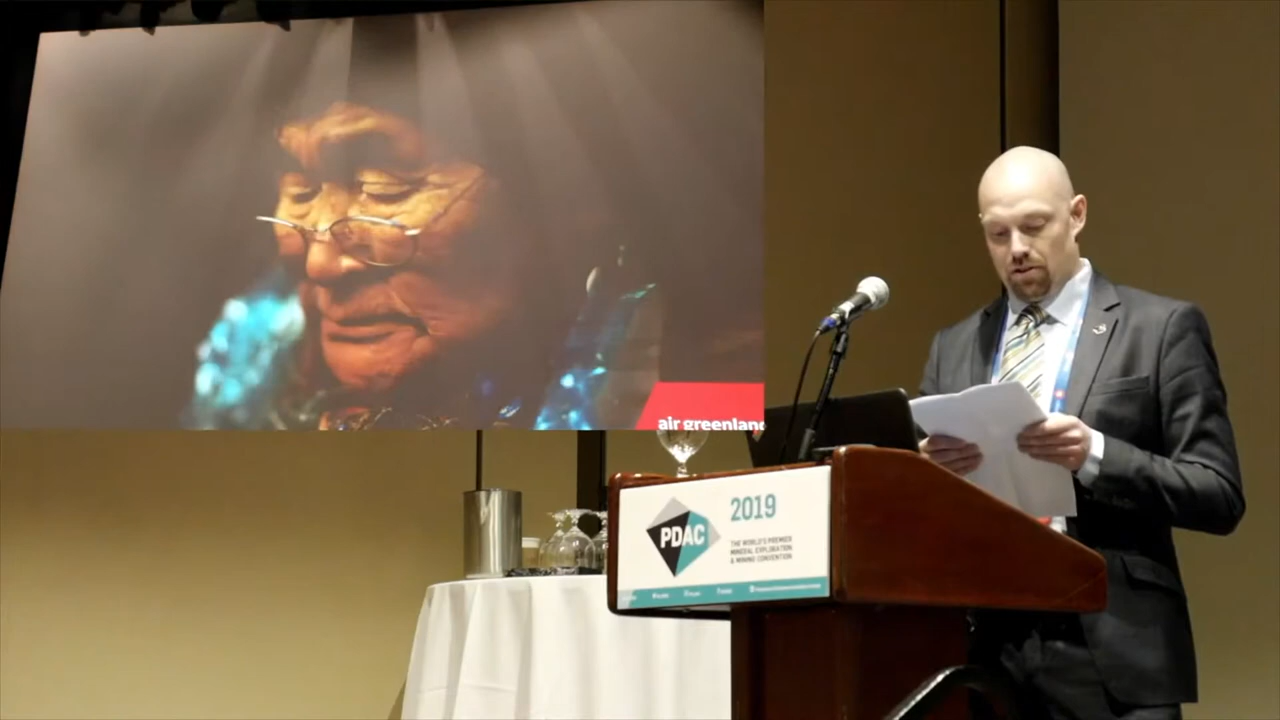 air greenland
2019
PDAC
THE WORLD'S PREMIER
MINERAL EXPLORATION
& MINING CONVENTION